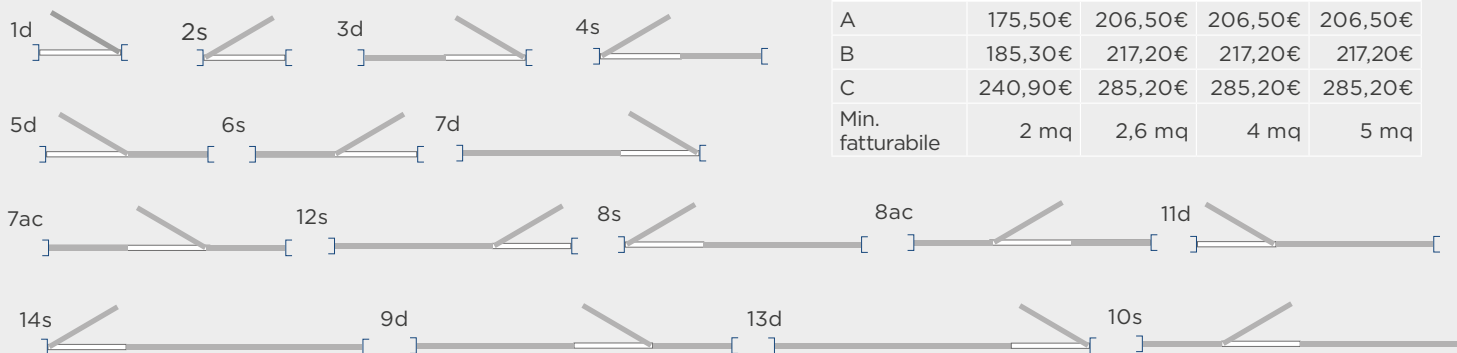 1d 2s 3d 4s
A 175,50€ 206,50€ 206,50€ 206,50€
B 185,30€ 217,20€ 217,20€ 217,20€
C 240,90€ 285,20€ 285,20€ 285,20€
Min.
fatturabile 2 mq 2,6 mq 4 mq 5 mq
5d 6s 7d
7ac 12s 8s 8ac 11d
14s 9d 13d 10s